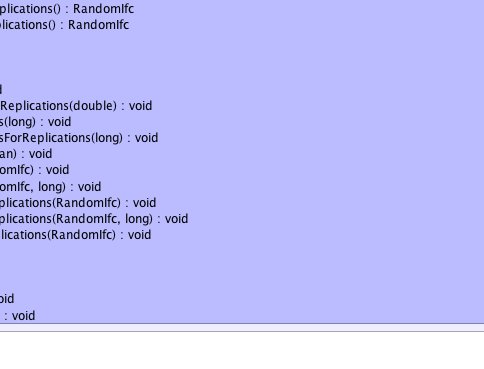 plications() : RandomIfc
lications() : RandomIfc
d
Replications(double) : void
s(long) : void
sForReplications(long) : void
an) : void
omIfc) : void
omIfc, long) : void
plications(RandomIfc) : void
plications(RandomIfc, long) : void
lications(RandomIfc) : void
oid
: void